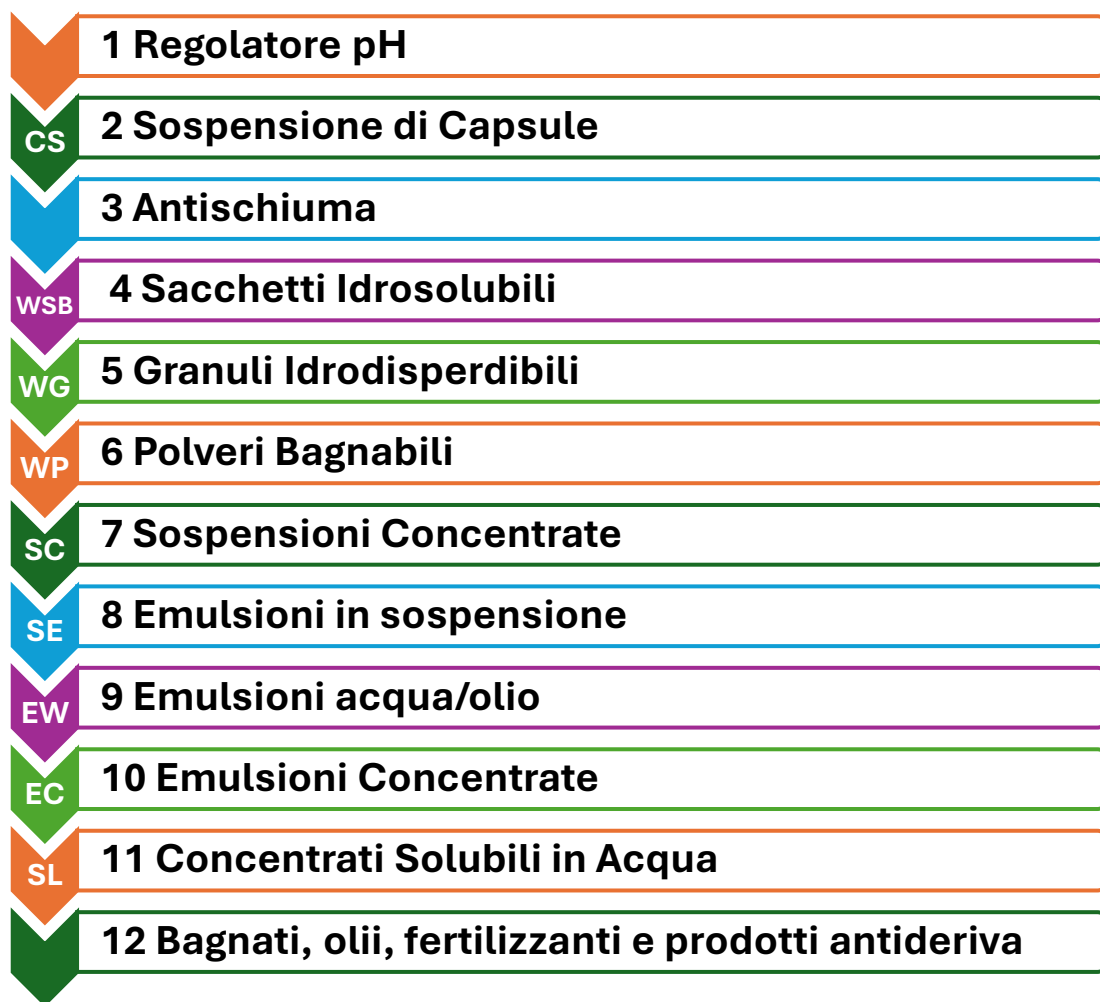 1 Regolatore pH
CS 2 Sospensione di Capsule
3 Antischiuma
WSB 4 Sacchetti Idrosolubili
WG 5 Granuli Idrodisperdibili
WP 6 Polveri Bagnabili
SC 7 Sospensioni Concentrate
SE 8 Emulsioni in sospensione
EW 9 Emulsioni acqua/olio
EC 10 Emulsioni Concentrate
SL 11 Concentrati Solubili in Acqua
12 Bagnati, olii, fertilizzanti e prodotti antideriva